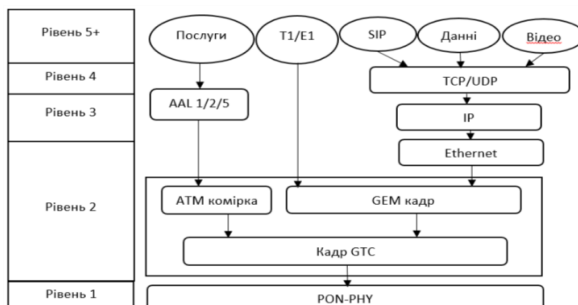 Рівень 5+
Послуги
T1/E1
SIP
Данні
Відео
Рівень 4
TCP/UDP
Рівень 3
AAL 1/2/5
IP
Ethernet
Рівень 2
ATM комірка
GEM кадр
Кадр GTC
Рівень 1
PON-PHY